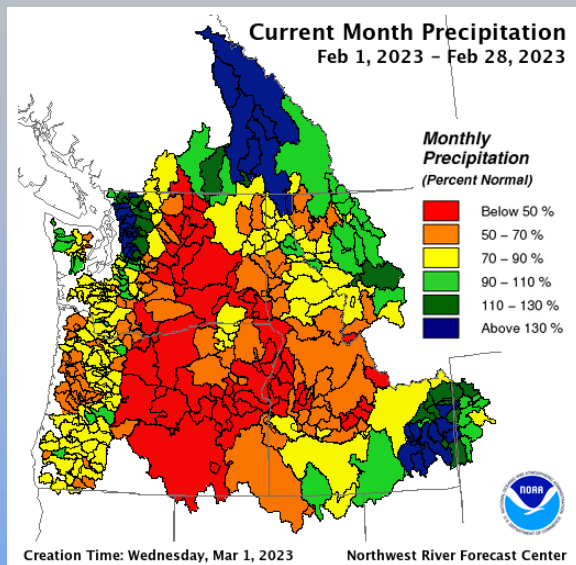 Current Month Precipitation
Feb 1, 2023 – Feb 28, 2023
Monthly
Precipitation
(Percent Normal)
Below 50 %
50 – 70 %
70 – 90 %
90 – 110 %
110 – 130 %
Above 130 %
NOAA
Creation Time: Wednesday, Mar 1, 2023
Northwest River Forecast Center